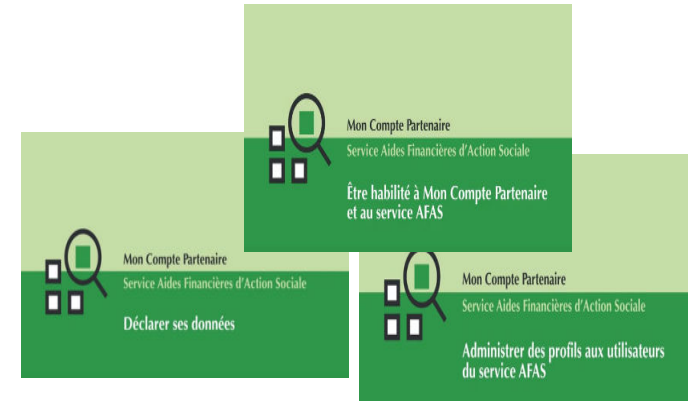 Mon Compte Partenaire
Service Aides Financières d'Action Sociale
Être habilité à Mon Compte Partenaire
et au service AFAS
Mon Compte Partenaire
Service Aides Financières d'Action Sociale
Déclarer ses données
Mon Compte Partenaire
Service Aides Financières d'Action Sociale
Administrer des profils aux utilisateurs
du service AFAS